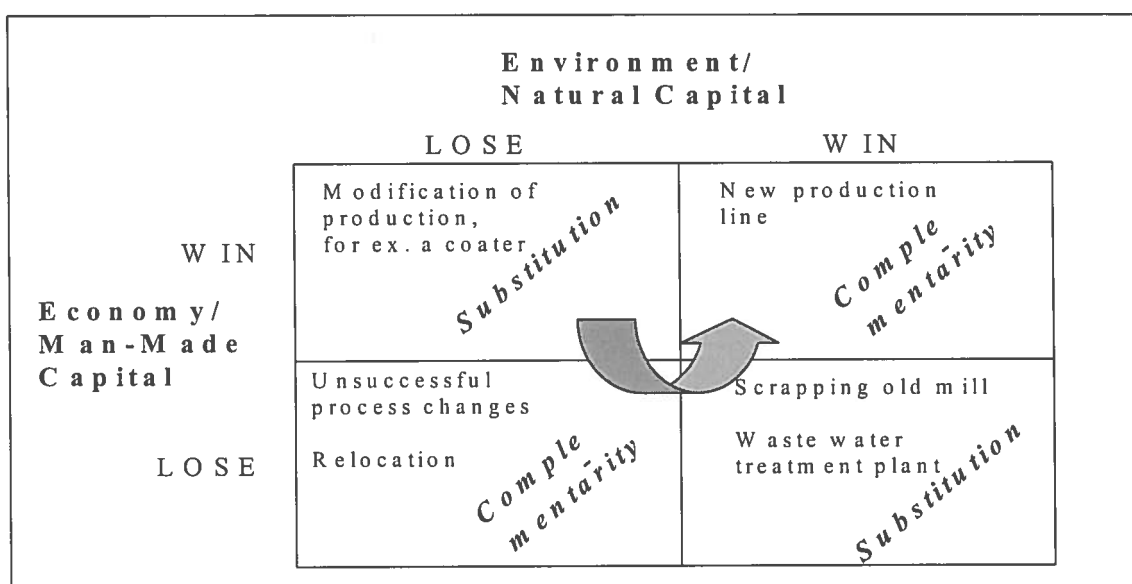 Environment/
Natural Capital
LOSE
WIN
Modification of
production,
for ex. a coater
Substitution
New production
line
Comple-
mentarity
WIN
Economy/
Man-Made
Capital
LOSE
Unsuccessful
process changes
Relocation
Comple-
mentarity
Scrapping old mill
Waste water
treatment plant
Substitution